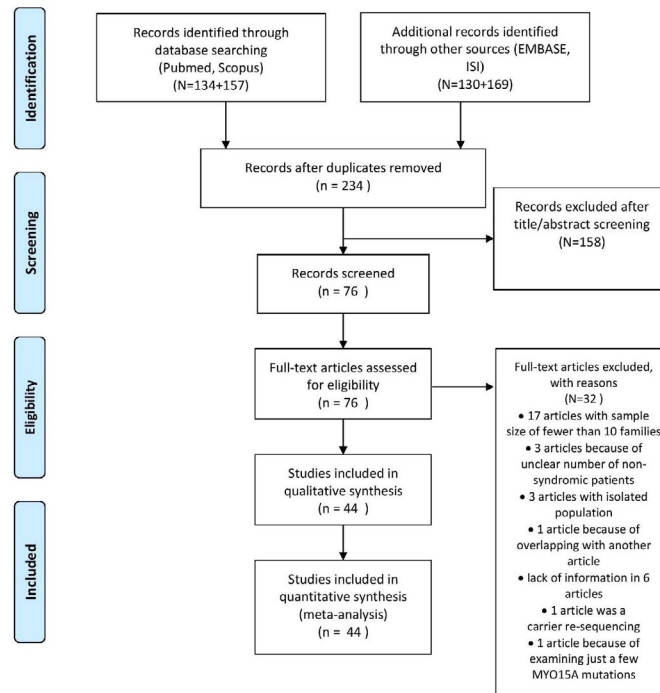 Identification
Records identified through
database searching
(Pubmed, Scopus)
(N=134+157)
Additional records identified
through other sources (EMBASE,
ISI)
(N=130+169)
Records after duplicates removed
(n = 234 )
Screening
Records excluded after
title/abstract screening
(N=158)
Records screened
(n = 76 )
Eligibility
Full-text articles assessed
for eligibility
(n = 76 )
Full-text articles excluded,
with reasons
(N=32 )
• 17 articles with sample
size of fewer than 10 families
• 3 articles because of
unclear number of non-
syndromic patients
• 3 articles with isolated
population
• 1 article because of
overlapping with another
article
• lack of information in 6
articles
• 1 article was a
carrier re-sequencing
• 1 article because of
examining just a few
MYO15A mutations
Studies included in
qualitative synthesis
(n = 44 )
Included
Studies included in
quantitative synthesis
(meta-analysis)
(n = 44 )